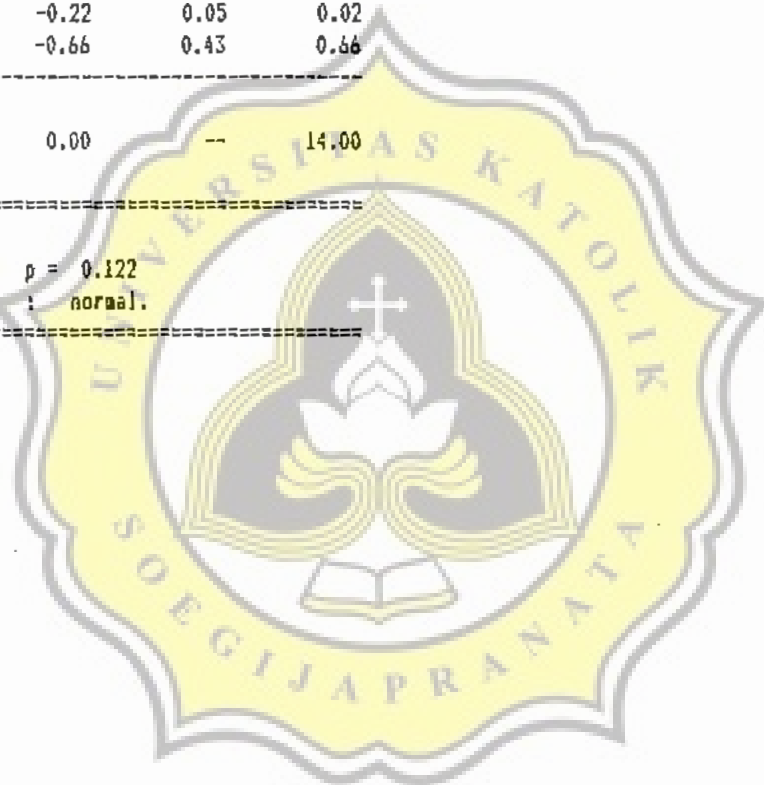 -0.22 0.05 0.02
-0.66 0.43 0.66
0.00 -- 14.00
p = 0.122
: normal.
UNIVERSITAS KATOLIK
SOEGIJAPRANATA